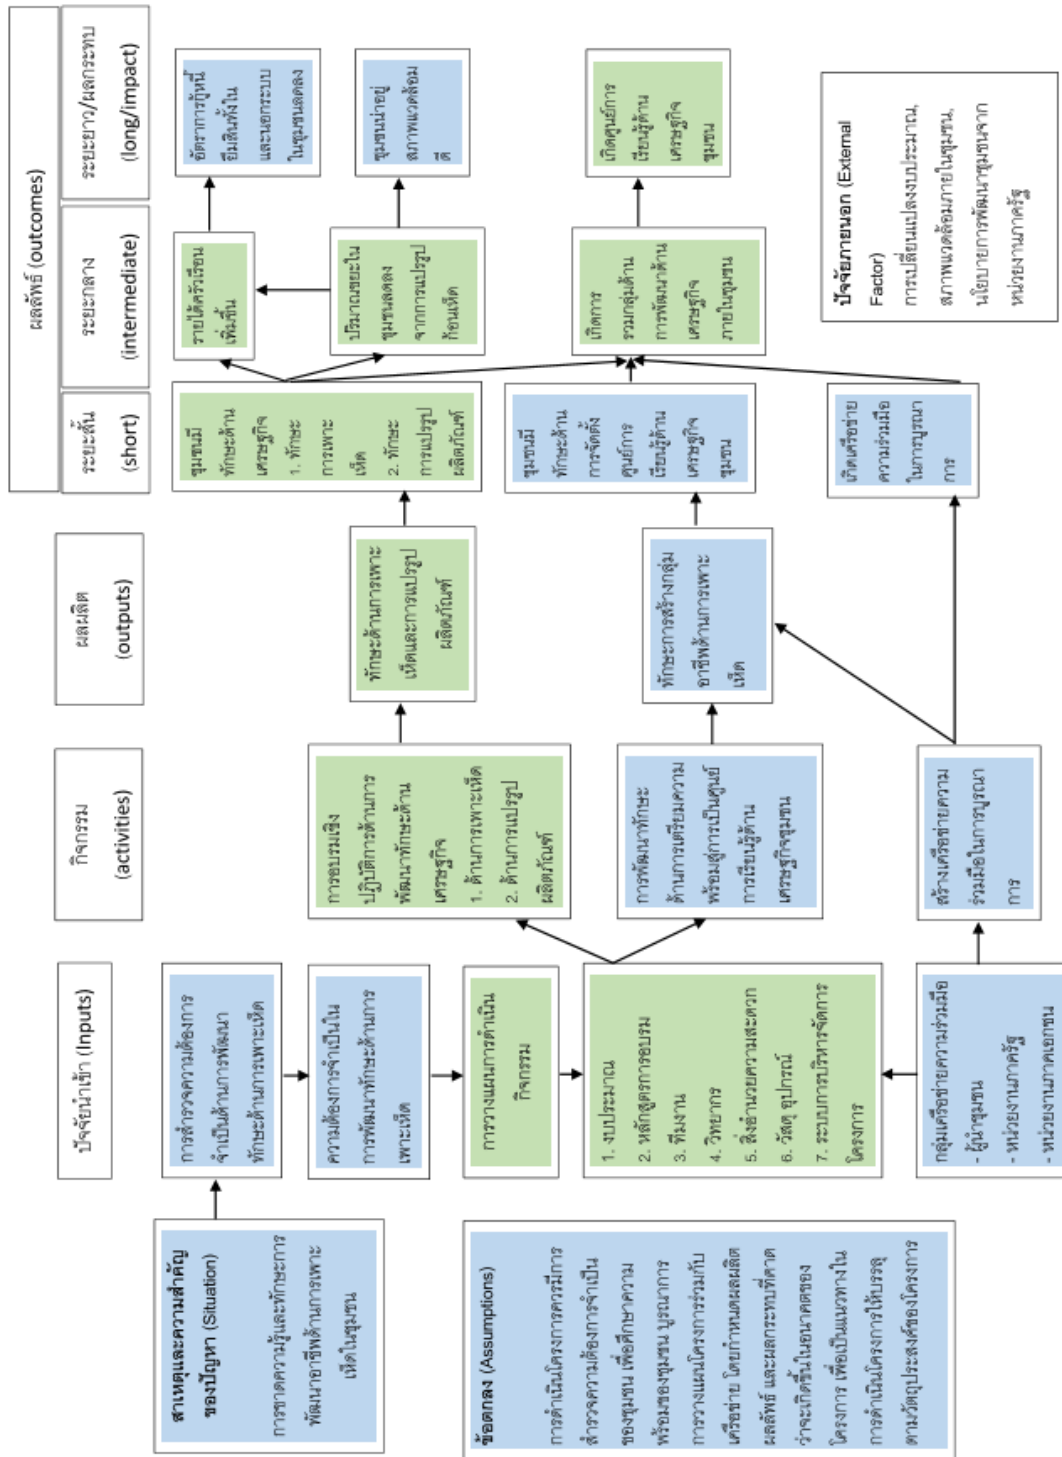 ปัจจัยนำเข้า (Inputs)
กิจกรรม
(activities)
ผลผลิต
(outputs)
ผลลัพธ์ (outcomes)
ระยะสั้น
(short)
ระยะกลาง
(intermediate)
ระยะยาว/ผลกระทบ
(long/impact)
สาเหตุและความสำคัญ
ของปัญหา (Situation)
การขาดความรู้และทักษะการ
พัฒนาอาชีพด้านการเพาะ
เห็ดในชุมชน
ข้อตกลง (Assumptions)
การดำเนินโครงการควรมีการ
สำรวจความต้องการจำเป็น
ของชุมชน เพื่อศึกษาความ
พร้อมของชุมชน บูรณาการ
การวางแผนโครงการร่วมกับ
เครือข่าย โดยกำหนดผลผลิต
ผลลัพธ์ และผลกระทบที่คาด
ว่าจะเกิดขึ้นในอนาคตของ
โครงการ เพื่อเป็นแนวทางใน
การดำเนินโครงการให้บรรลุ
ตามวัตถุประสงค์ของโครงการ
การสำรวจความต้องการ
จำเป็นด้านการพัฒนา
ทักษะด้านการเพาะเห็ด
ความต้องการจำเป็นใน
การพัฒนาทักษะด้านการ
เพาะเห็ด
การวางแผนการดำเนิน
กิจกรรม
1. งบประมาณ
2. หลักสูตรการอบรม
3. ทีมงาน
4. วิทยากร
5. สิ่งอำนวยความสะดวก
6. วัสดุ อุปกรณ์
7. ระบบการบริหารจัดการ
โครงการ
กลุ่มเครือข่ายความร่วมมือ
- ผู้นำชุมชน
- หน่วยงานภาครัฐ
- หน่วยงานภาคเอกชน
การอบรมเชิง
ปฏิบัติการด้านการ
พัฒนาทักษะด้าน
เศรษฐกิจ
1. ด้านการเพาะเห็ด
2. ด้านการแปรรูป
ผลิตภัณฑ์
การพัฒนาทักษะ
ด้านการเตรียมความ
พร้อมสู่การเป็นศูนย์
การเรียนรู้ด้าน
เศรษฐกิจชุมชน
สร้างเครือข่ายความ
ร่วมมือในการบูรณา
การ
ทักษะด้านการเพาะ
เห็ดและการแปรรูป
ผลิตภัณฑ์
ทักษะการสร้างกลุ่ม
อาชีพด้านการเพาะ
เห็ด
ชุมชนมี
ทักษะด้าน
เศรษฐกิจ
1. ทักษะ
การเพาะ
เห็ด
2. ทักษะ
การแปรรูป
ผลิตภัณฑ์
ชุมชนมี
ทักษะด้าน
การจัดตั้ง
ศูนย์การ
เรียนรู้ด้าน
เศรษฐกิจ
ชุมชน
เกิดเครือข่าย
ความร่วมมือ
ในการบูรณา
การ
รายได้ครัวเรือน
เพิ่มขึ้น
ปริมาณขยะใน
ชุมชนลดลง
จากการแปรรูป
ก้อนเห็ด
เกิดการ
รวมกลุ่มด้าน
การพัฒนาด้าน
เศรษฐกิจ
ภายในชุมชน
อัตราการกู้หนี้
ยืมสินทั้งใน
และนอกระบบ
ในชุมชนลดลง
ชุมชนน่าอยู่
สภาพแวดล้อม
ดี
เกิดศูนย์การ
เรียนรู้ด้าน
เศรษฐกิจ
ชุมชน
ปัจจัยภายนอก (External
Factor)
การเปลี่ยนแปลงงบประมาณ,
สภาพแวดล้อมภายในชุมชน,
นโยบายการพัฒนาชุมชนจาก
หน่วยงานภาครัฐ